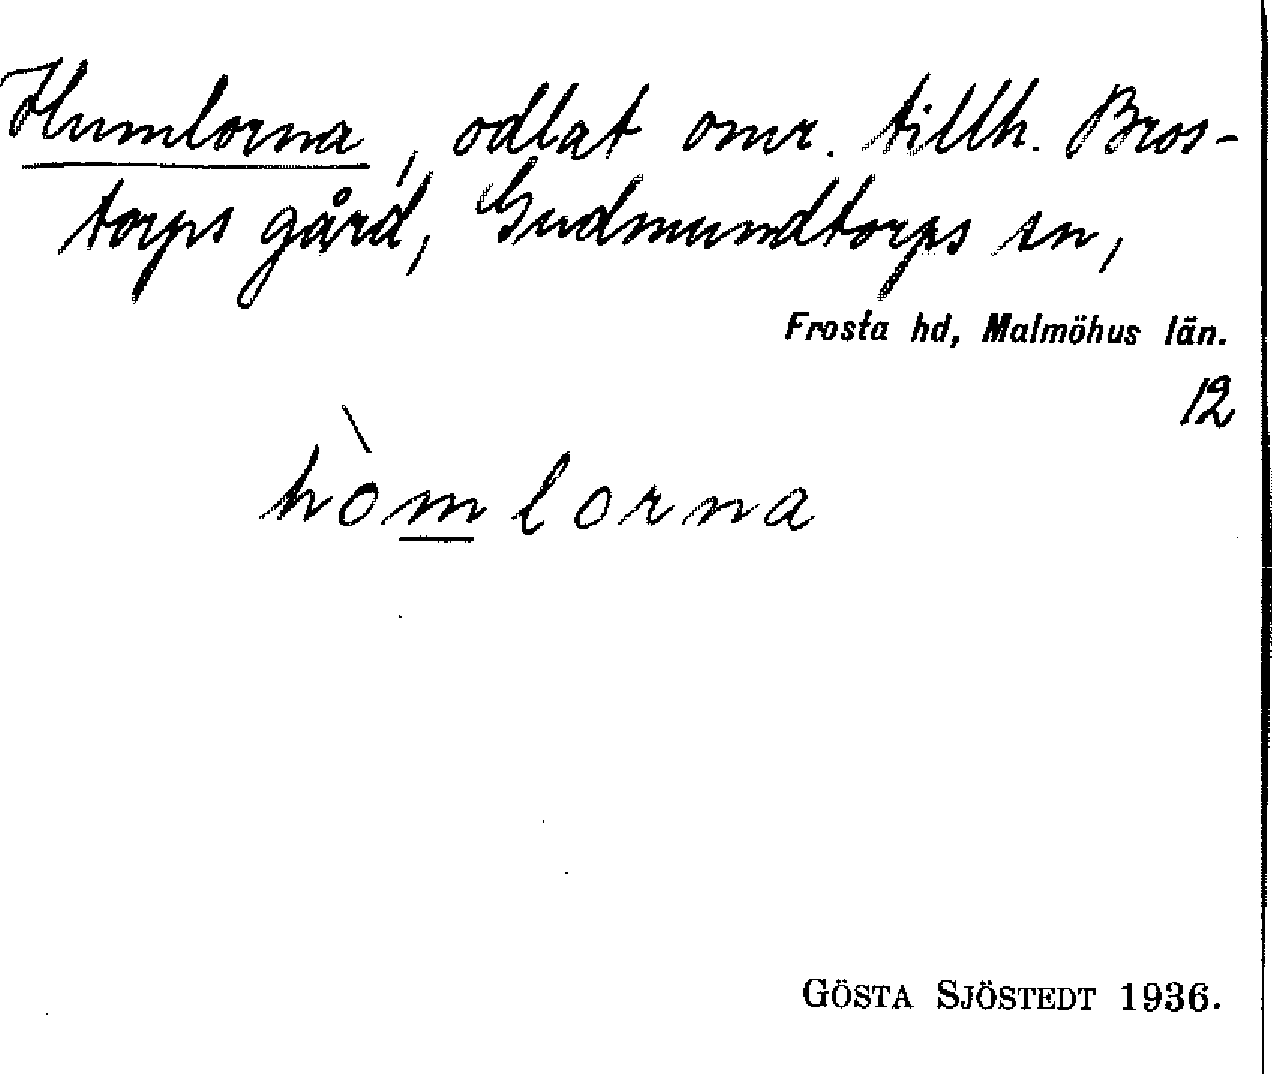 Humlorna, odlat omr. tillh. Bros-
torps gård, Gudmundtorps sn,
Frosta hd, Malmöhus län.
12
hòmlorna
GÖSTA SJÖSTEDT 1936.